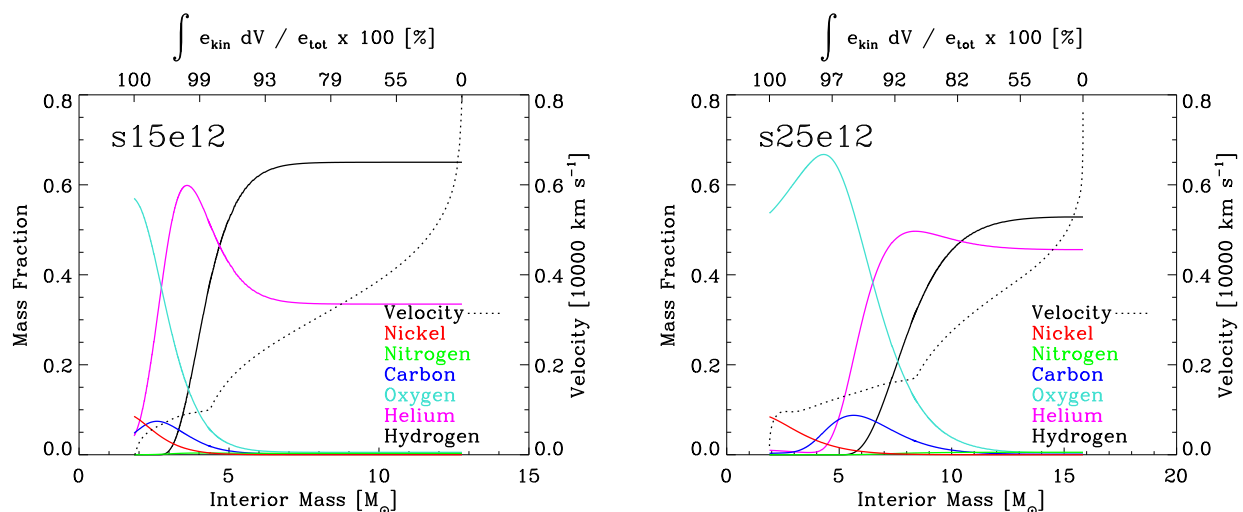 ∫ e_kin dV / e_tot x 100 [%]
100 99 93 79 55 0
0.8 0.8
s15e12
0.6 0.6
0.4 0.4
0.2 0.2
0.0 0.0
Mass Fraction
Velocity [10000 km s⁻¹]
Velocity
Nickel
Nitrogen
Carbon
Oxygen
Helium
Hydrogen
0 5 10 15
Interior Mass [M⊙]
∫ e_kin dV / e_tot x 100 [%]
100 97 92 82 55 0
0.8 0.8
s25e12
0.6 0.6
0.4 0.4
0.2 0.2
0.0 0.0
Mass Fraction
Velocity [10000 km s⁻¹]
Velocity
Nickel
Nitrogen
Carbon
Oxygen
Helium
Hydrogen
0 5 10 15 20
Interior Mass [M⊙]